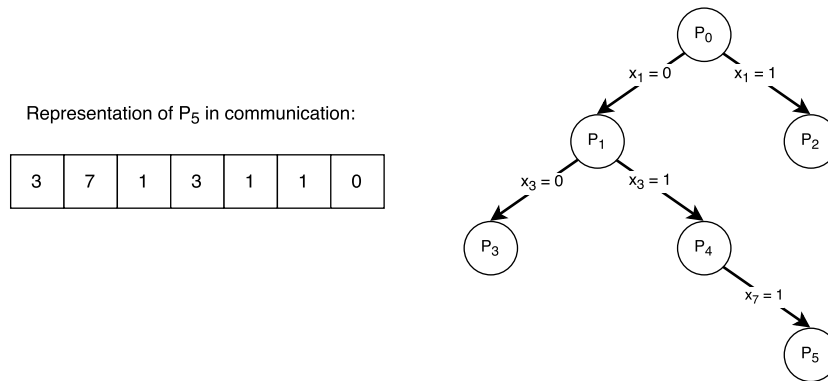 Representation of P5 in communication:
3 7 1 3 1 1 0
P0
x1 = 0
x1 = 1
P1
P2
x3 = 0
x3 = 1
P3
P4
x7 = 1
P5